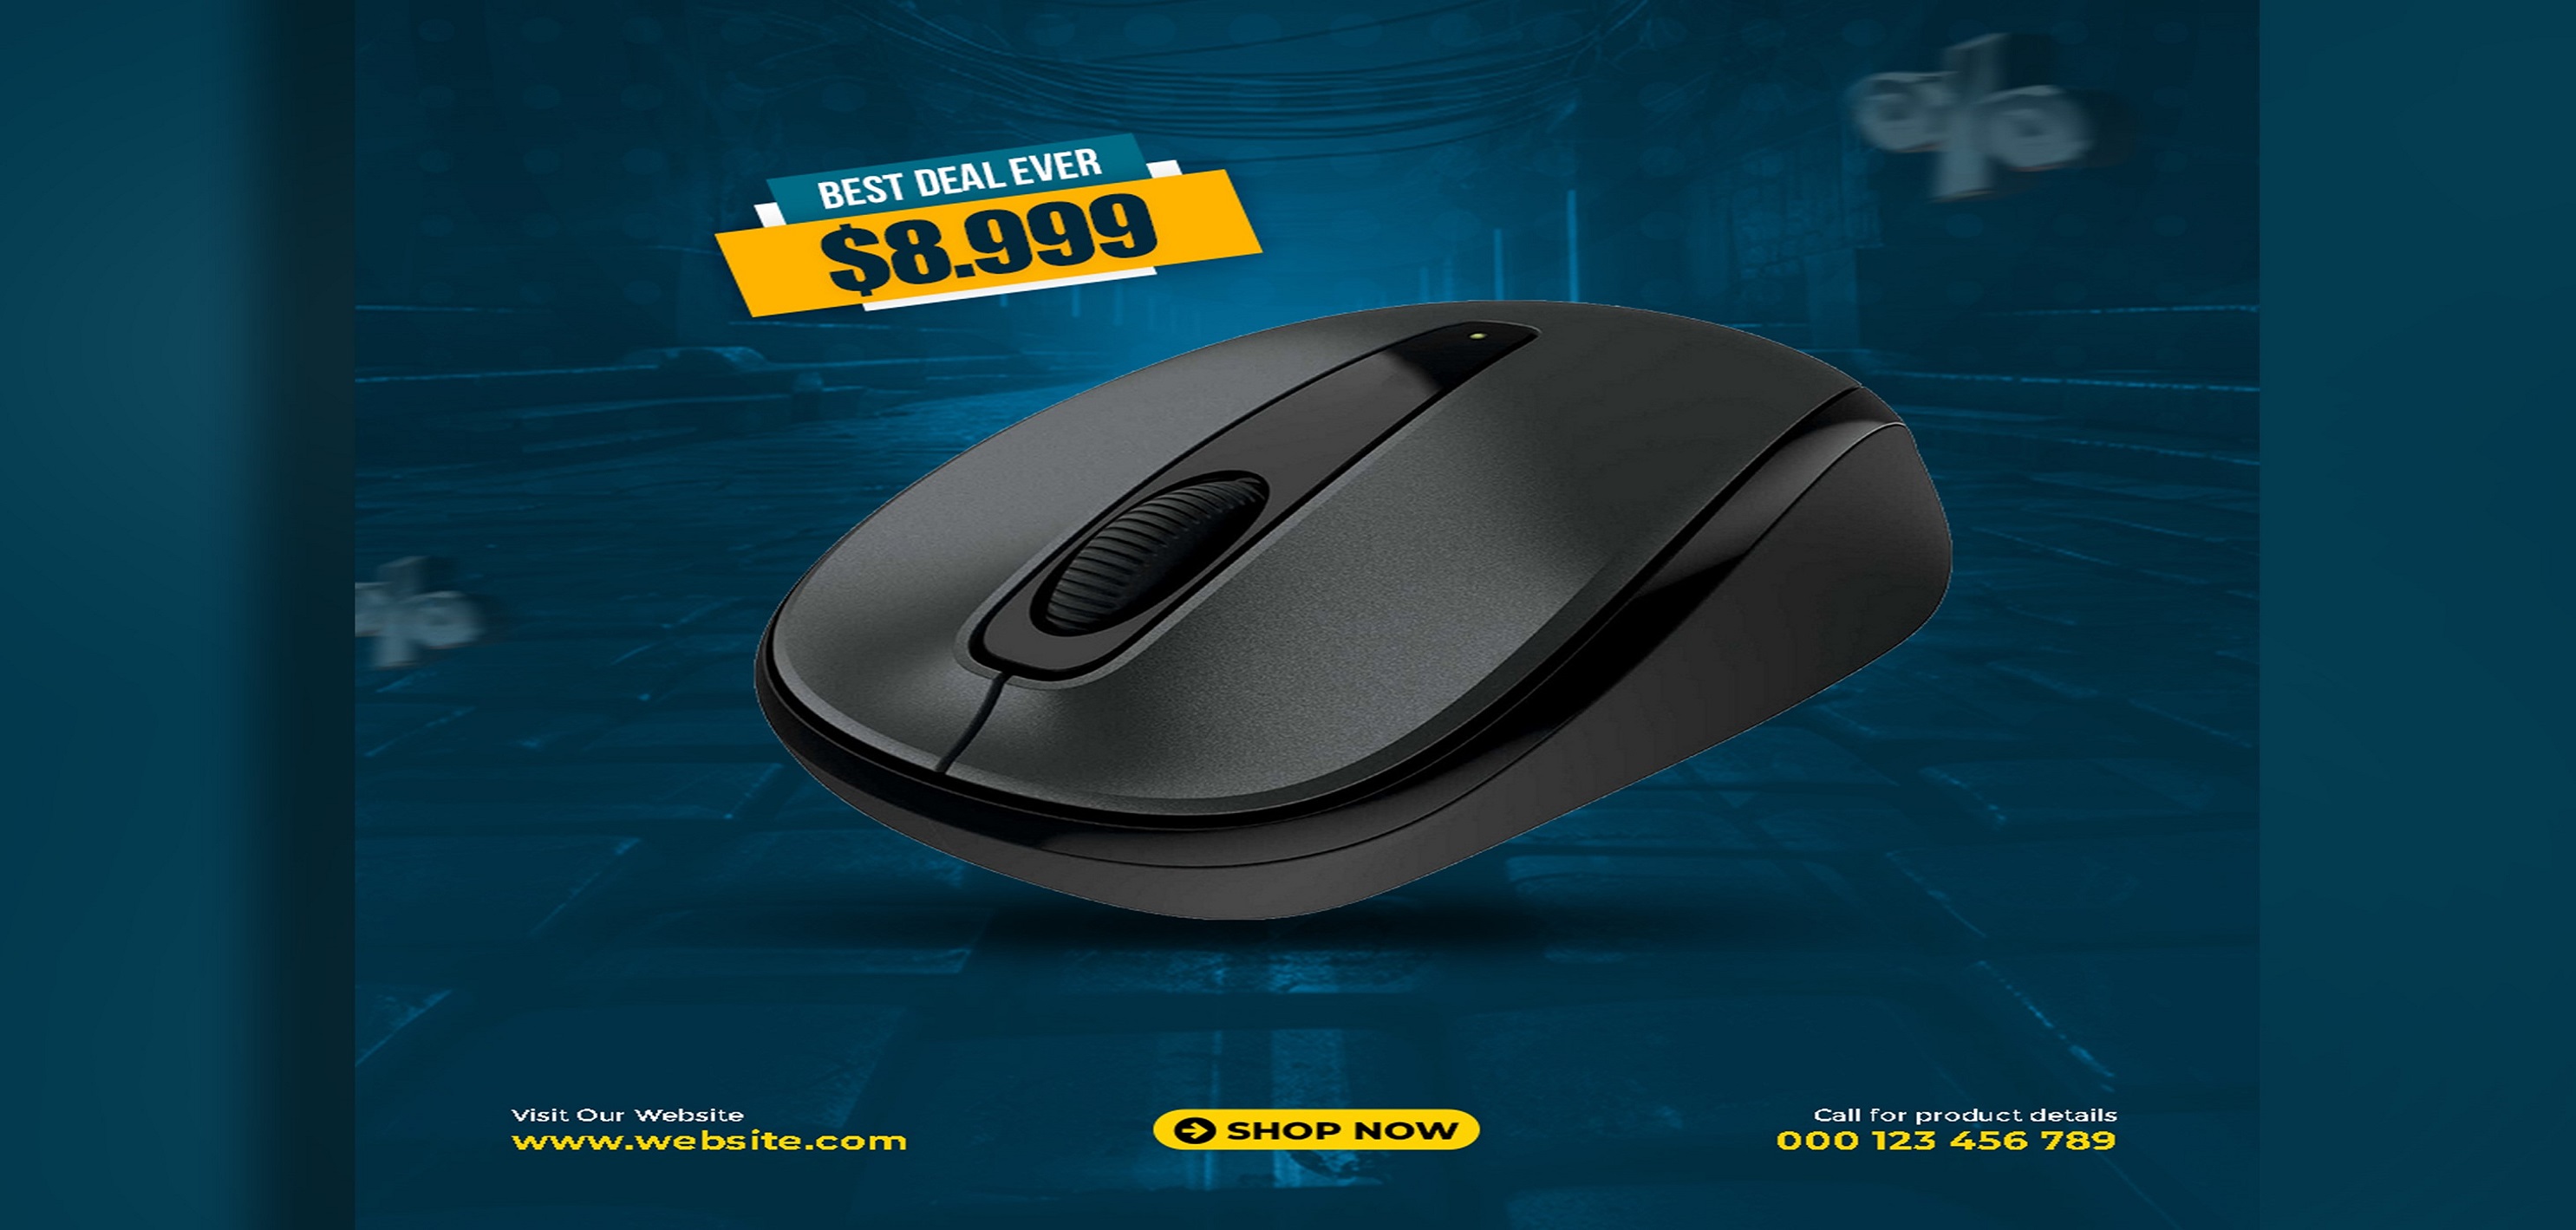 BEST DEAL EVER
$8.999
Visit Our Website
www.website.com
SHOP NOW
Call for product details
000 123 456 789